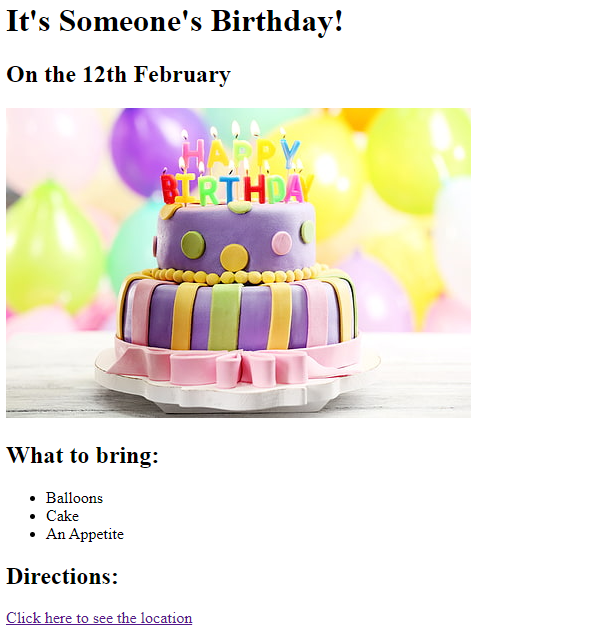 It's Someone's Birthday!
On the 12th February
HAPPY
BIRTHDAY
What to bring:
Balloons
Cake
An Appetite
Directions:
Click here to see the location